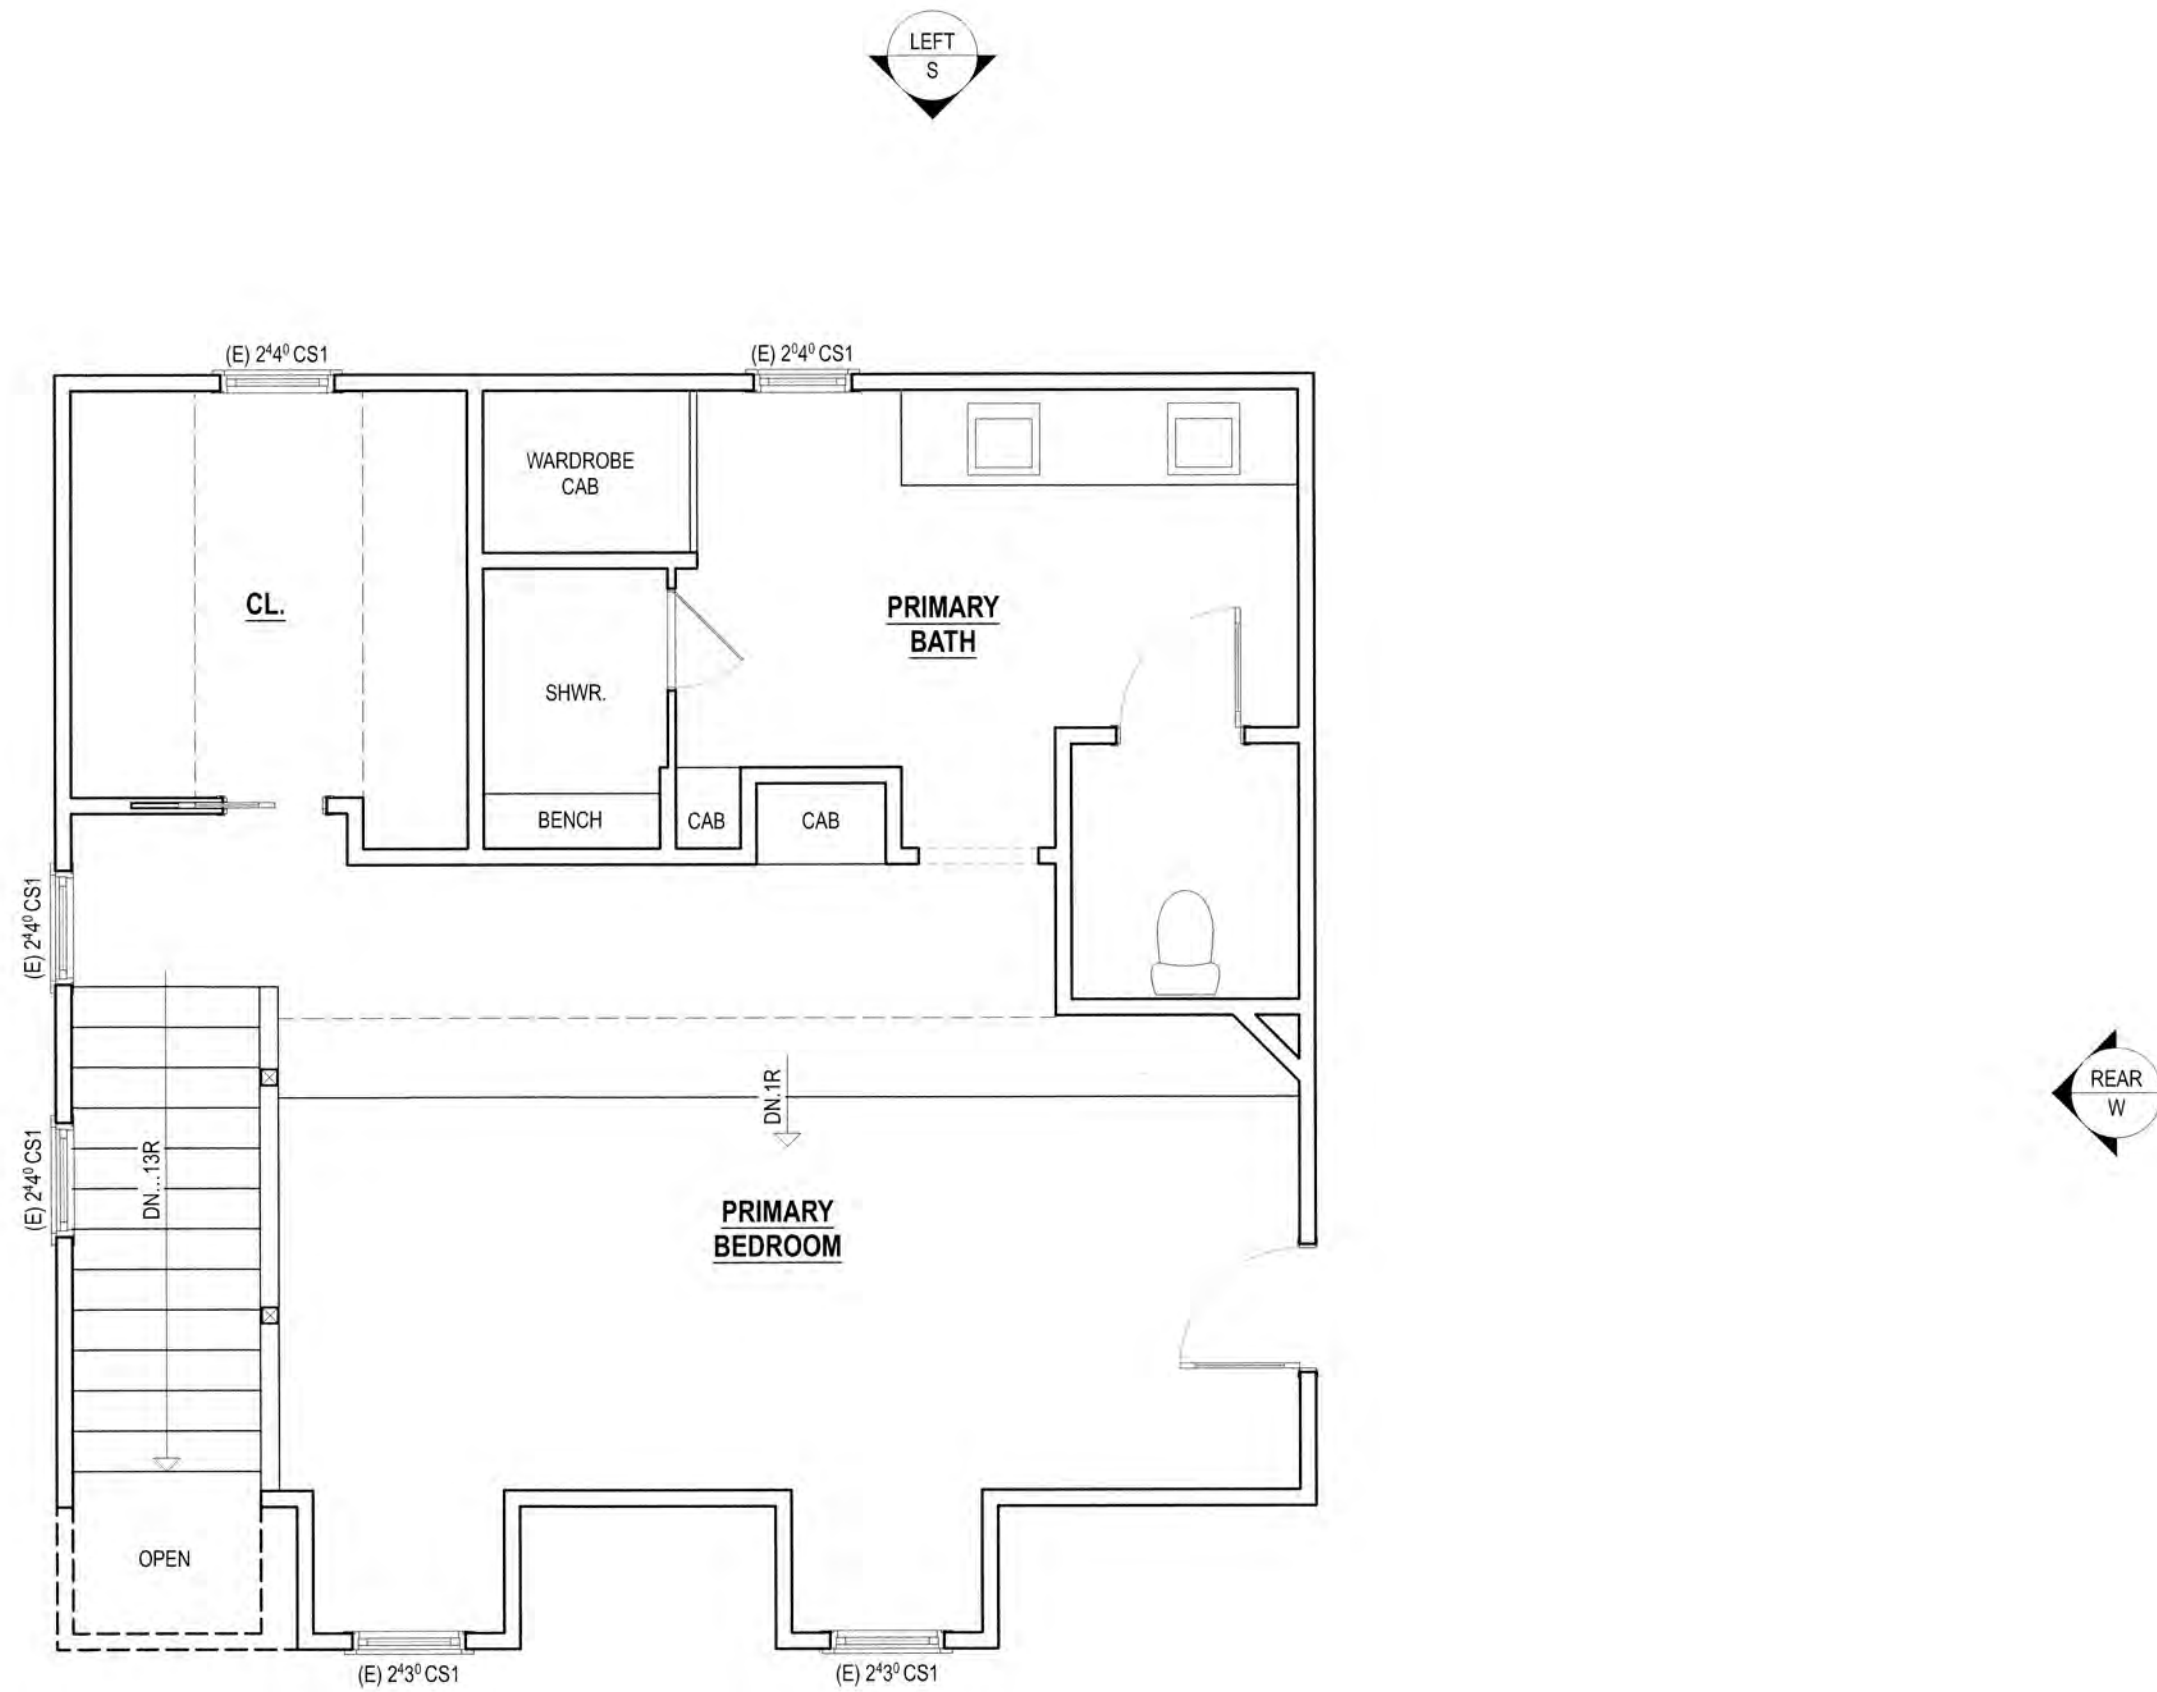 LEFT
S
(E) 2⁴4⁰ CS1
(E) 2⁰4⁰ CS1
WARDROBE
CAB
CL.
PRIMARY
BATH
SHWR.
BENCH
CAB
CAB
(E) 2⁴4⁰ CS1
DN.1R
REAR
W
(E) 2⁴4⁰ CS1
DN...13R
PRIMARY
BEDROOM
OPEN
(E) 2⁴3⁰ CS1
(E) 2⁴3⁰ CS1